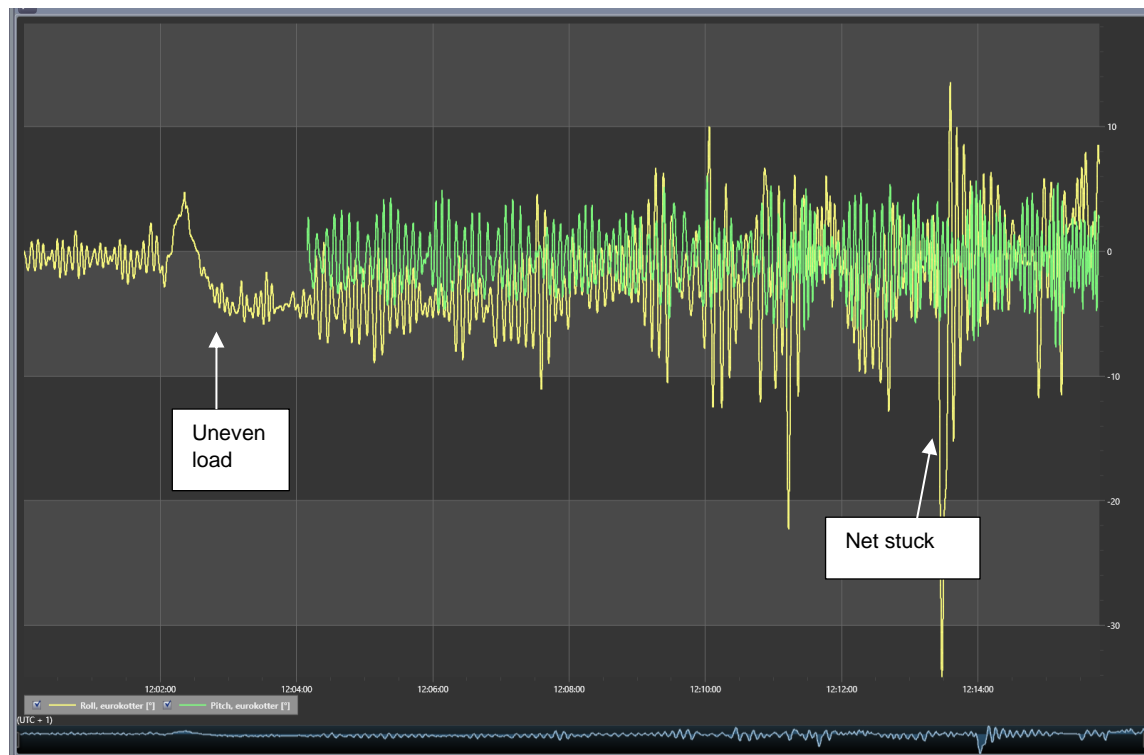 10
0
-10
Uneven
load
-20
Net stuck
-30
12:02:00 12:04:00 12:06:00 12:08:00 12:10:00 12:12:00 12:14:00
Roll, eurokotter [°] Pitch, eurokotter [°]
(UTC + 1)